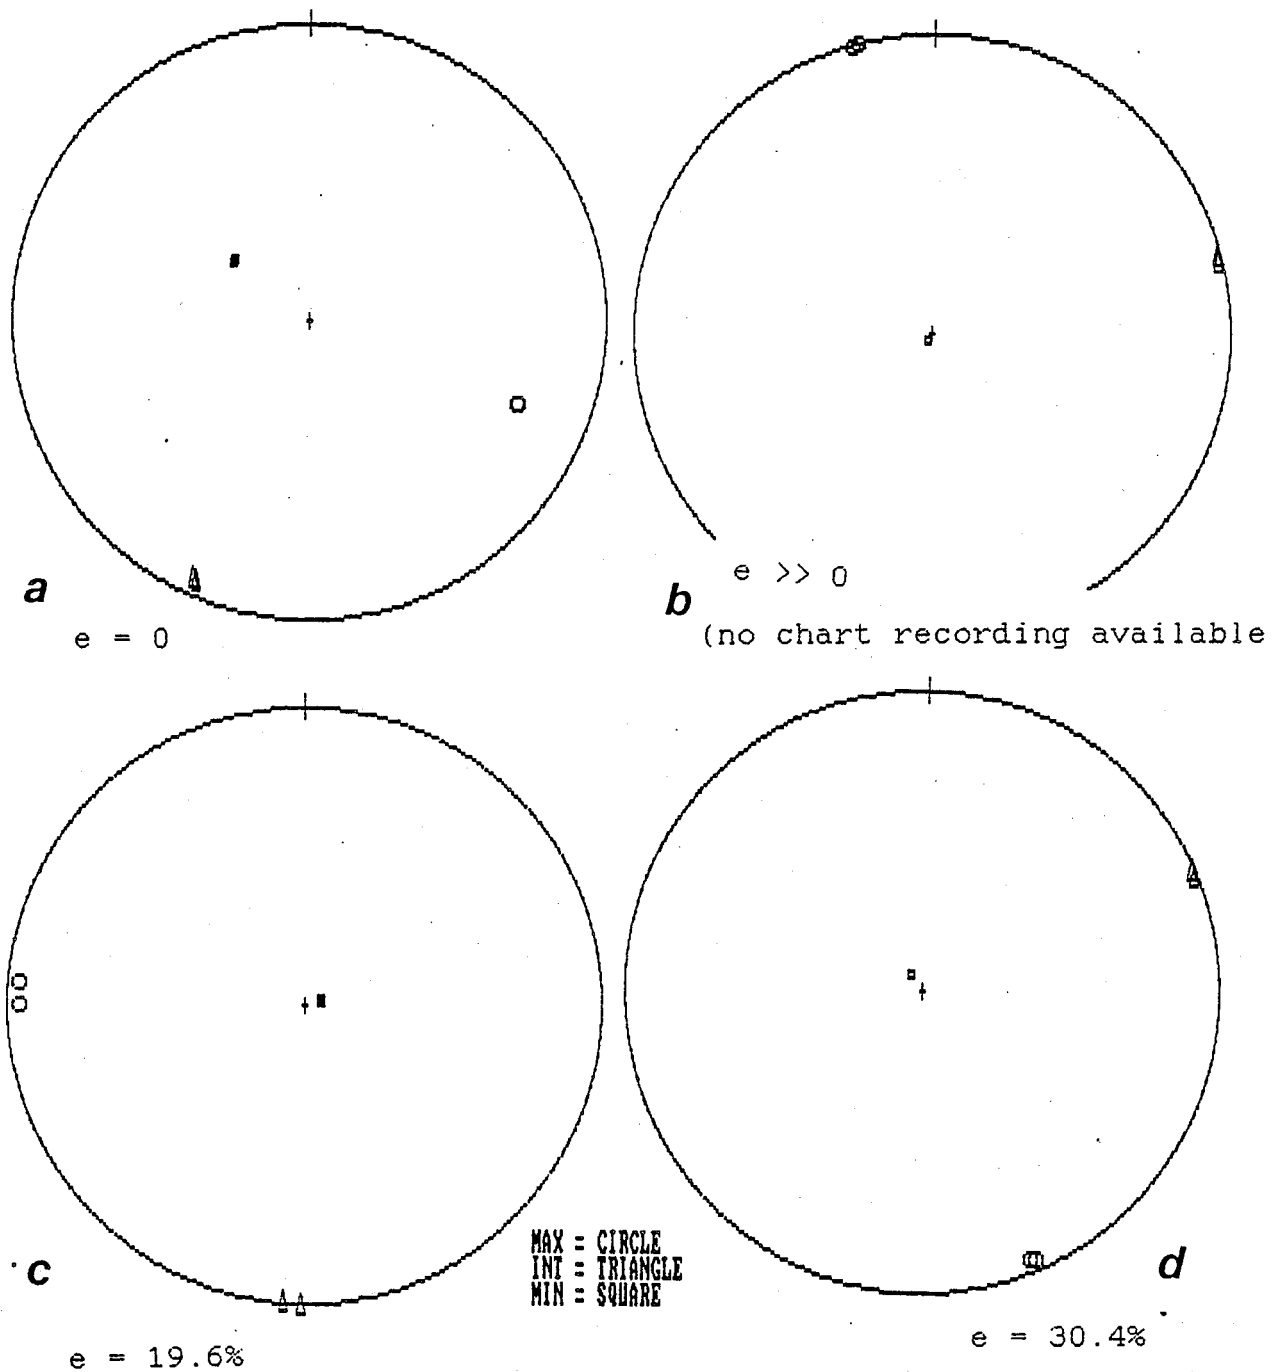 a
e = 0
e >> 0
b
(no chart recording available
MAX = CIRCLE
INT = TRIANGLE
MIN = SQUARE
c
e = 19.6%
d
e = 30.4%